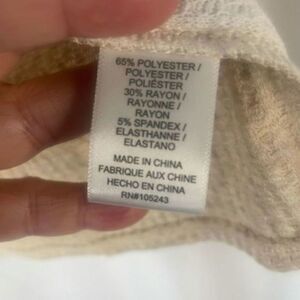 65% POLYESTER /
POLYESTER /
POLIÉSTER
30% RAYON /
RAYONNE /
RAYON
5% SPANDEX /
ELASTHANNE /
ELASTANO
MADE IN CHINA
FABRIQUE AUX CHINE
HECHO EN CHINA
RN#105243